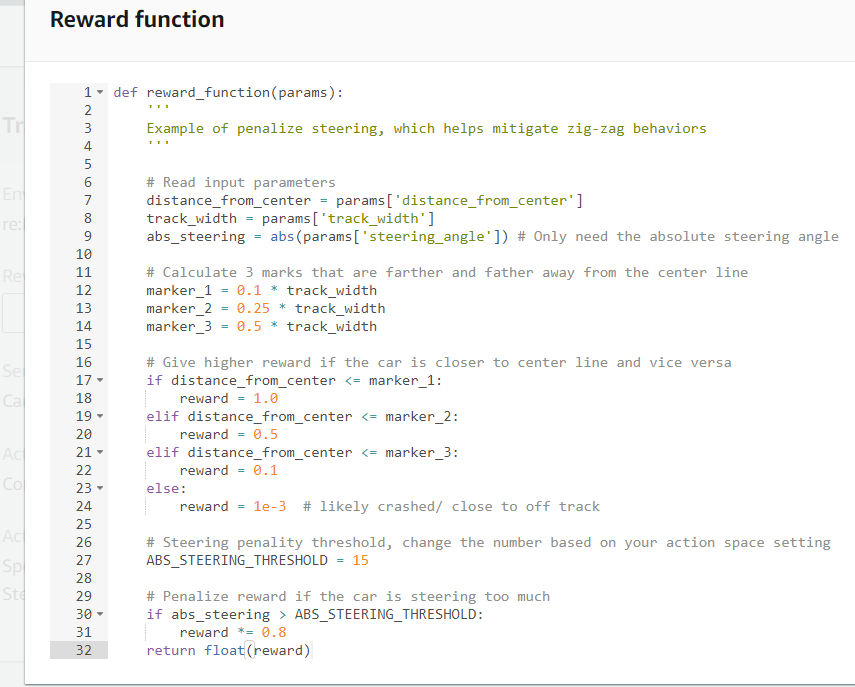 Reward function
1 def reward_function(params):
2     '''
3     Example of penalize steering, which helps mitigate zig-zag behaviors
4     '''
5
6     # Read input parameters
7     distance_from_center = params['distance_from_center']
8     track_width = params['track_width']
9     abs_steering = abs(params['steering_angle']) # Only need the absolute steering angle
10
11     # Calculate 3 marks that are farther and father away from the center line
12     marker_1 = 0.1 * track_width
13     marker_2 = 0.25 * track_width
14     marker_3 = 0.5 * track_width
15
16     # Give higher reward if the car is closer to center line and vice versa
17     if distance_from_center <= marker_1:
18         reward = 1.0
19     elif distance_from_center <= marker_2:
20         reward = 0.5
21     elif distance_from_center <= marker_3:
22         reward = 0.1
23     else:
24         reward = 1e-3  # likely crashed/ close to off track
25
26     # Steering penality threshold, change the number based on your action space setting
27     ABS_STEERING_THRESHOLD = 15
28
29     # Penalize reward if the car is steering too much
30     if abs_steering > ABS_STEERING_THRESHOLD:
31         reward *= 0.8
32     return float(reward)